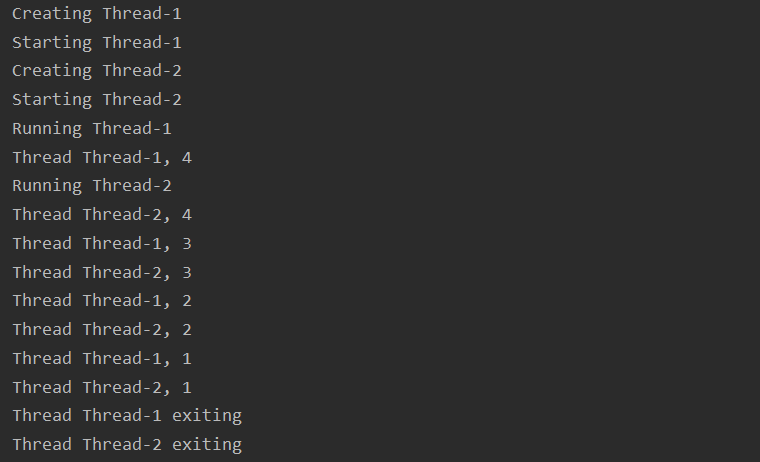 Creating Thread-1
Starting Thread-1
Creating Thread-2
Starting Thread-2
Running Thread-1
Thread Thread-1, 4
Running Thread-2
Thread Thread-2, 4
Thread Thread-1, 3
Thread Thread-2, 3
Thread Thread-1, 2
Thread Thread-2, 2
Thread Thread-1, 1
Thread Thread-2, 1
Thread Thread-1 exiting
Thread Thread-2 exiting